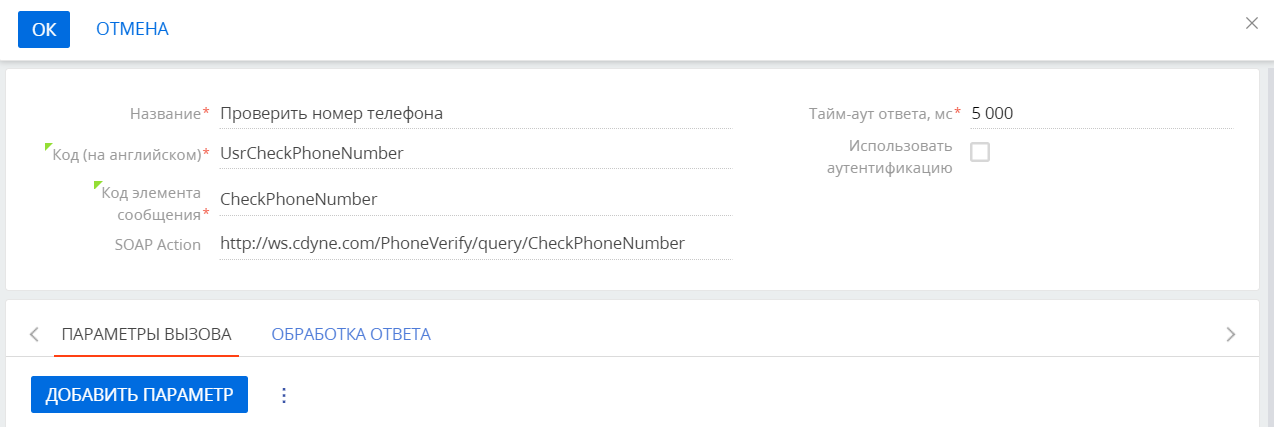 ОК ОТМЕНА
Название* Проверить номер телефона
Тайм-аут ответа, мс* 5 000
Код (на английском)* UsrCheckPhoneNumber
Использовать
аутентификацию
Код элемента
сообщения* CheckPhoneNumber
SOAP Action http://ws.cdyne.com/PhoneVerify/query/CheckPhoneNumber
ПАРАМЕТРЫ ВЫЗОВА ОБРАБОТКА ОТВЕТА
ДОБАВИТЬ ПАРАМЕТР